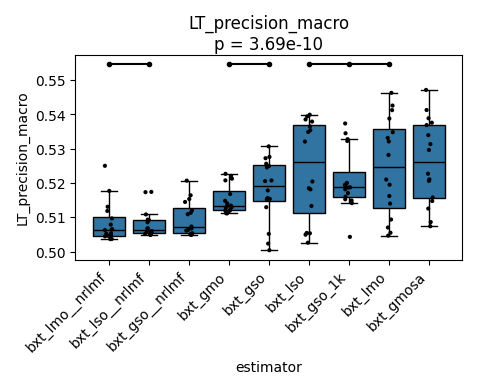 LT_precision_macro
p = 3.69e-10
LT_precision_macro
0.55
0.54
0.53
0.52
0.51
0.50
bxt_lmo__nrlmf
bxt_lso__nrlmf
bxt_gso__nrlmf
bxt_gmo
bxt_gso
bxt_lso
bxt_gso_1k
bxt_lmo
bxt_gmosa
estimator